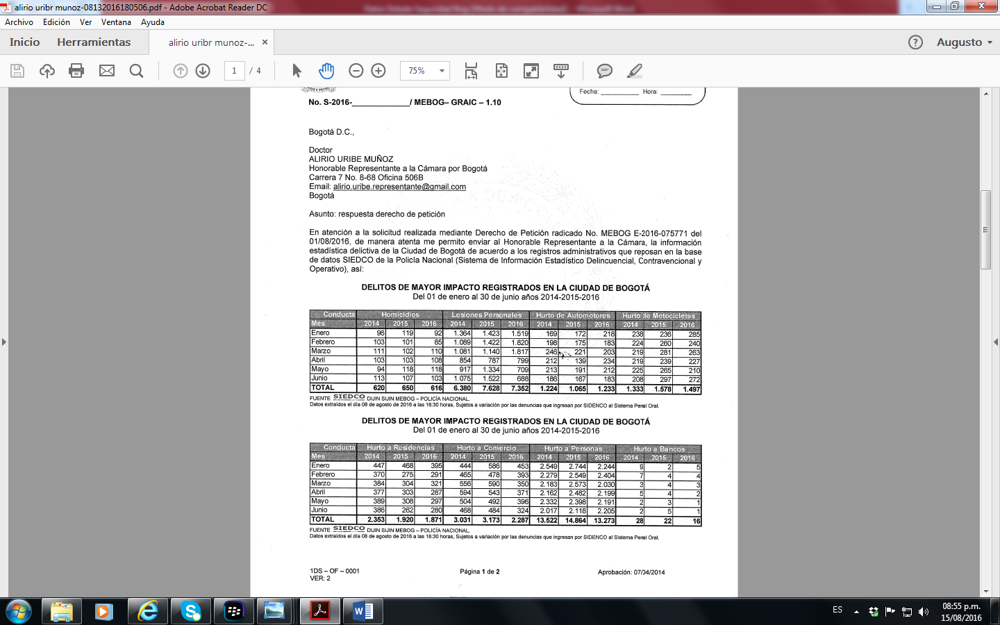 alirio uribr munoz-08132016180506.pdf - Adobe Acrobat Reader DC
Archivo Edición Ver Ventana Ayuda
Inicio Herramientas alirio uribr munoz-... × Augusto
1 / 4 75%
Fecha: __________ Hora: ________
No. S-2016-_____________/ MEBOG– GRAIC – 1.10
Bogotá D.C.,
Doctor
ALIRIO URIBE MUÑOZ
Honorable Representante a la Cámara por Bogotá
Carrera 7 No. 8-68 Oficina 506B
Email: alirio.uribe.representante@gmail.com
Bogotá
Asunto: respuesta derecho de petición
En atención a la solicitud realizada mediante Derecho de Petición radicado No. MEBOG E-2016-075771 del
01/08/2016, de manera atenta me permito enviar al Honorable Representante a la Cámara, la información
estadística delictiva de la Ciudad de Bogotá de acuerdo a los registros administrativos que reposan en la base
de datos SIEDCO de la Policía Nacional (Sistema de Información Estadístico Delincuencial, Contravencional y
Operativo), así:
DELITOS DE MAYOR IMPACTO REGISTRADOS EN LA CIUDAD DE BOGOTÁ
Del 01 de enero al 30 de junio años 2014-2015-2016
Conducta Homicidios Lesiones Personales Hurto de Automotores Hurto de Motocicletas
Mes 2014 2015 2016 2014 2015 2016 2014 2015 2016 2014 2015 2016
Enero 96 119 92 1.364 1.423 1.519 169 172 218 238 236 285
Febrero 103 101 85 1.089 1.422 1.820 198 175 183 224 260 240
Marzo 111 102 110 1.081 1.140 1.817 246 221 203 219 281 263
Abril 103 103 108 854 787 799 212 139 234 219 239 227
Mayo 94 118 118 917 1.334 709 213 191 212 225 265 210
Junio 113 107 103 1.075 1.522 688 186 167 183 208 297 272
TOTAL 620 650 616 6.380 7.628 7.352 1.224 1.065 1.233 1.333 1.578 1.497
FUENTE SIEDCO DIJIN SIJIN MEBOG – POLICÍA NACIONAL.
Datos extraídos el día 08 de agosto de 2016 a las 16:30 horas, Sujetos a variación por las denuncias que ingresan por SIDENCO al Sistema Penal Oral.
DELITOS DE MAYOR IMPACTO REGISTRADOS EN LA CIUDAD DE BOGOTÁ
Del 01 de enero al 30 de junio años 2014-2015-2016
Conducta Hurto a Residencias Hurto a Comercio Hurto a Personas Hurto a Bancos
Mes 2014 2015 2016 2014 2015 2016 2014 2015 2016 2014 2015 2016
Enero 447 468 395 444 586 453 2.549 2.744 2.244 9 2 5
Febrero 370 275 291 465 478 393 2.279 2.549 2.404 7 4 4
Marzo 384 304 321 556 590 350 2.183 2.573 2.030 3 4 3
Abril 377 303 287 594 543 371 2.162 2.482 2.199 5 4 2
Mayo 389 308 297 504 492 396 2.332 2.398 2.191 2 3 1
Junio 386 262 280 468 484 324 2.017 2.118 2.205 2 5 1
TOTAL 2.353 1.920 1.871 3.031 3.173 2.287 13.522 14.864 13.273 28 22 16
FUENTE SIEDCO DIJIN SIJIN MEBOG – POLICÍA NACIONAL.
Datos extraídos el día 08 de agosto de 2016 a las 16:30 horas, Sujetos a variación por las denuncias que ingresan por SIDENCO al Sistema Penal Oral.
1DS – OF – 0001 Página 1 de 2 Aprobación: 07/04/2014
VER: 2
ES 08:55 p.m.
15/08/2016